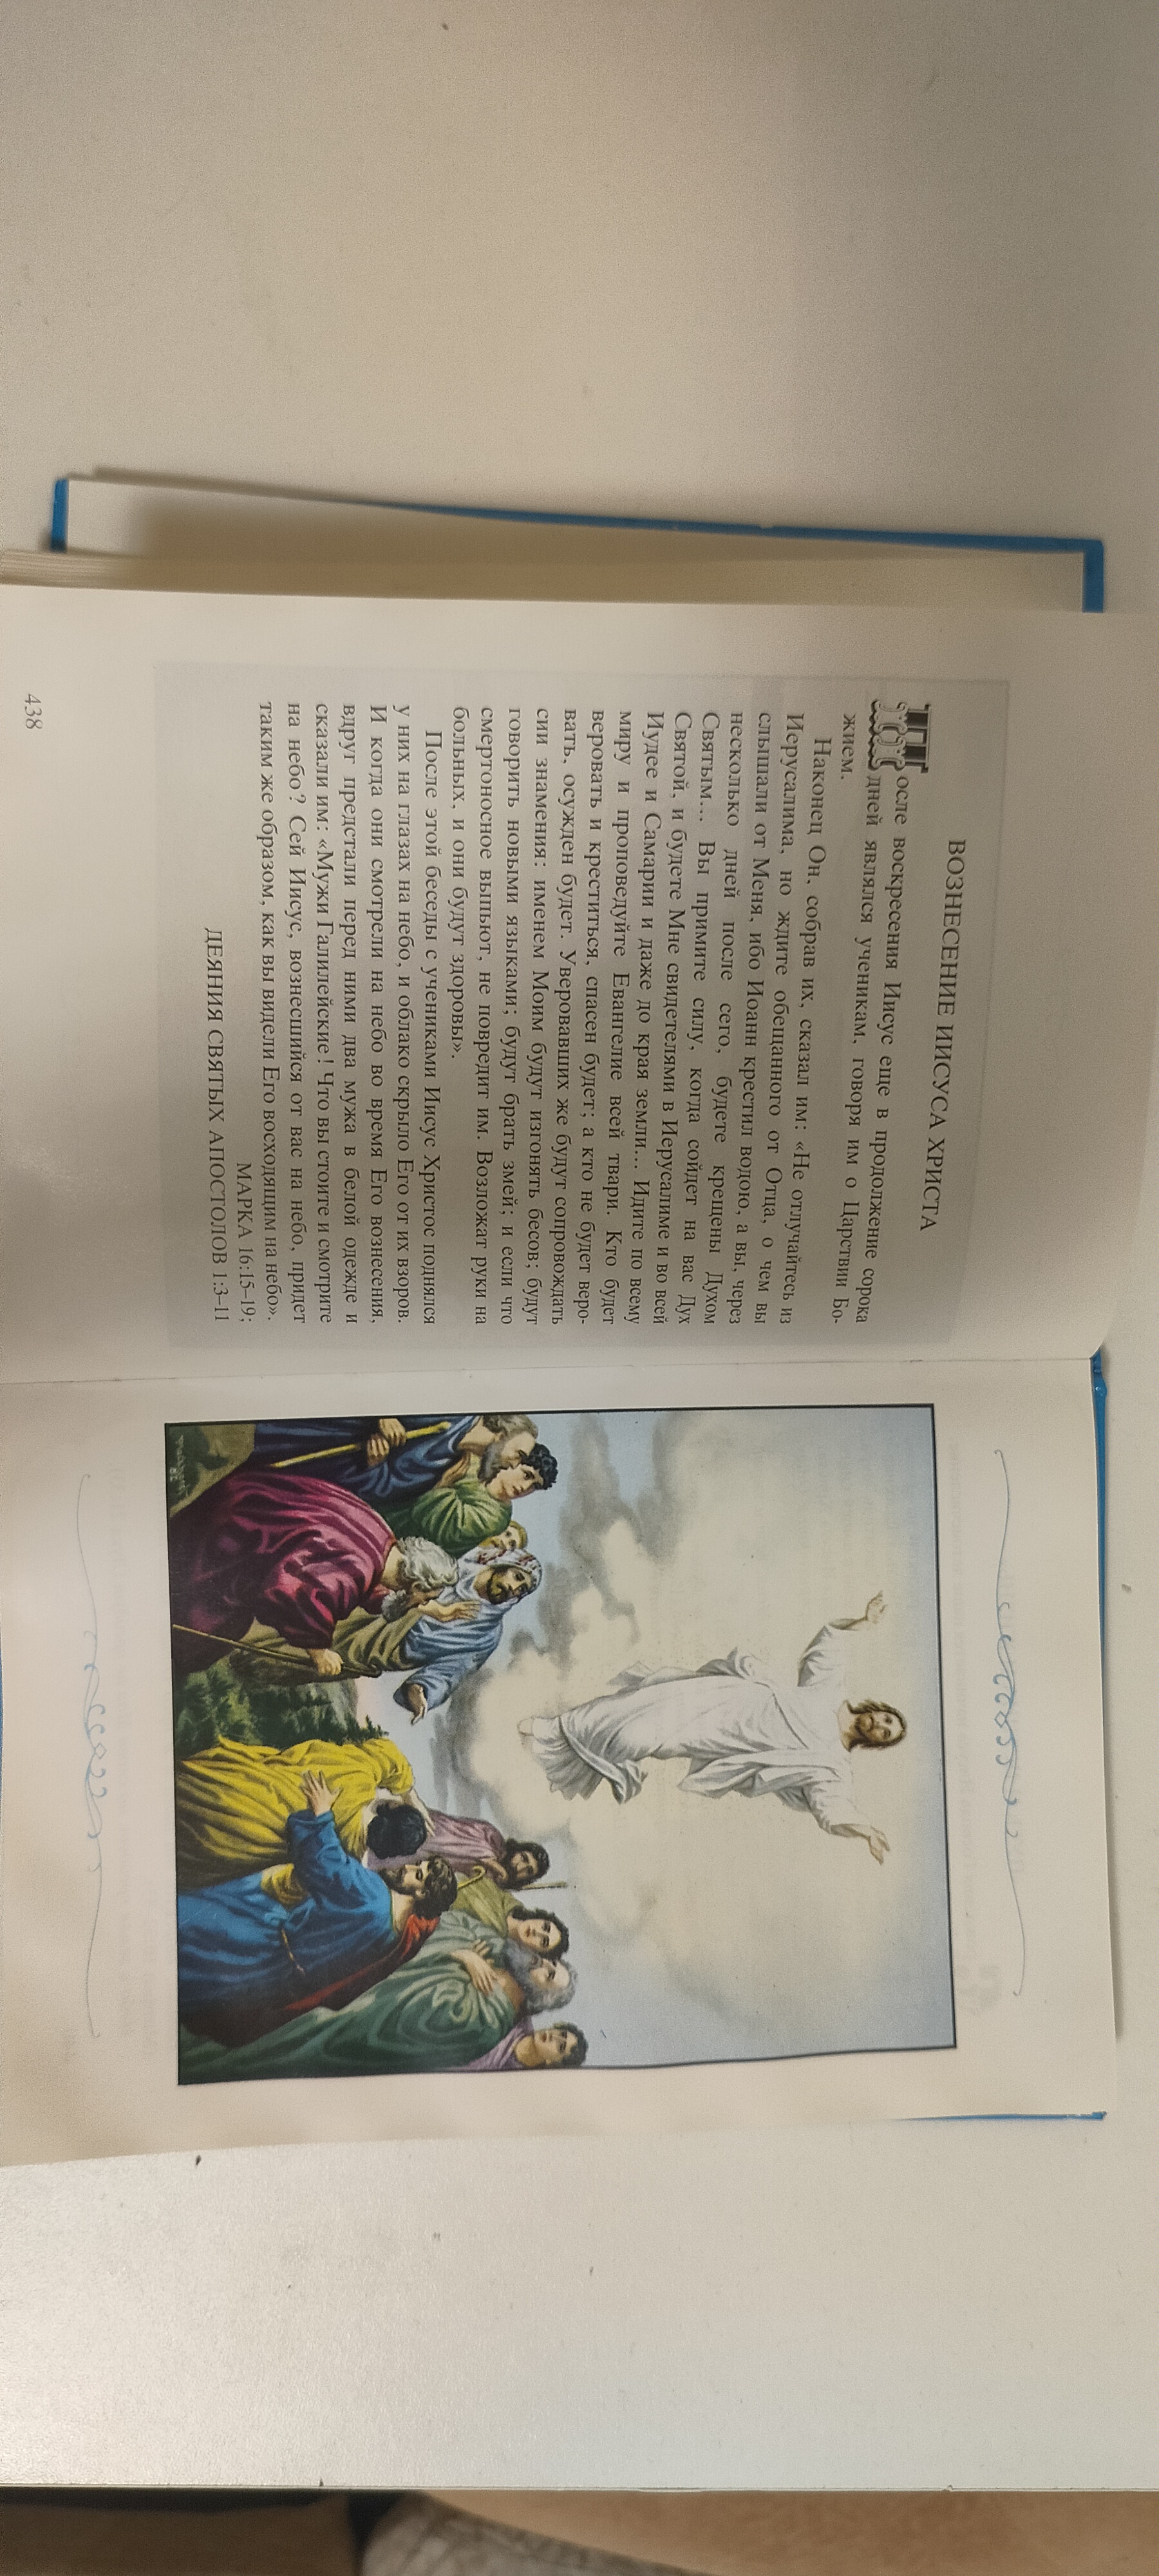 ВОЗНЕСЕНИЕ ИИСУСА ХРИСТА
После воскресения Иисус еще в продолжение сорока
дней являлся ученикам, говоря им о Царствии Бо-
жием.
Наконец Он, собрав их, сказал им: «Не отлучайтесь из
Иерусалима, но ждите обещанного от Отца, о чем вы
слышали от Меня, ибо Иоанн крестил водою, а вы, через
несколько дней после сего, будете крещены Духом
Святым... Вы примите силу, когда сойдет на вас Дух
Святой, и будете Мне свидетелями в Иерусалиме и во всей
Иудее и Самарии и даже до края земли... Идите по всему
миру и проповедуйте Евангелие всей твари. Кто будет
веровать и креститься, спасен будет; а кто не будет веро-
вать, осужден будет. Уверовавших же будут сопровождать
сии знамения: именем Моим будут изгонять бесов; будут
говорить новыми языками; будут брать змей; и если что
смертоносное выпьют, не повредит им. Возложат руки на
больных, и они будут здоровы».
После этой беседы с учениками Иисус Христос поднялся
у них на глазах на небо, и облако скрыло Его от их взоров.
И когда они смотрели на небо во время Его вознесения,
вдруг предстали перед ними два мужа в белой одежде и
сказали им: «Мужи Галилейские! Что вы стоите и смотрите
на небо? Сей Иисус, вознесшийся от вас на небо, придет
таким же образом, как вы видели Его восходящим на небо».
МАРКА 16:15–19;
ДЕЯНИЯ СВЯТЫХ АПОСТОЛОВ 1:3–11
438